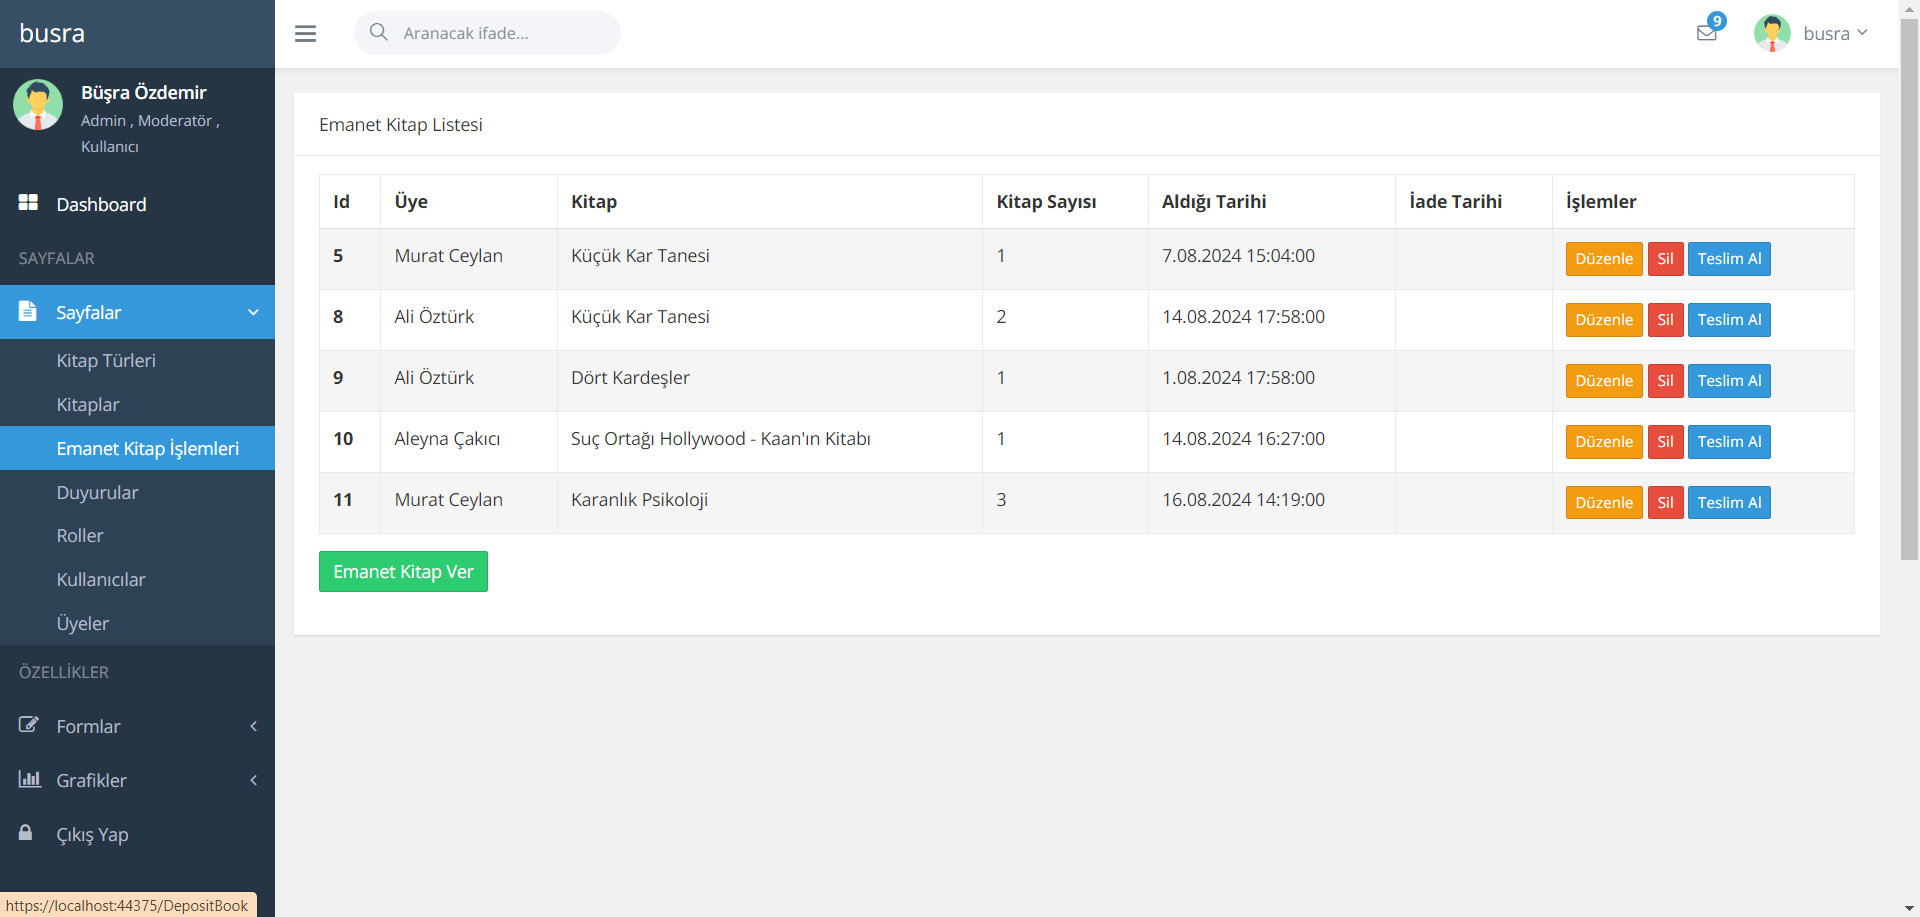 busra
Aranacak ifade...
9
busra
Büşra Özdemir
Admin , Moderatör ,
Kullanıcı
Dashboard
SAYFALAR
Sayfalar
Kitap Türleri
Kitaplar
Emanet Kitap İşlemleri
Duyurular
Roller
Kullanıcılar
Üyeler
ÖZELLİKLER
Formlar
Grafikler
Çıkış Yap
https://localhost:44375/DepositBook
Emanet Kitap Listesi
Id Üye Kitap Kitap Sayısı Aldığı Tarihi İade Tarihi İşlemler
5 Murat Ceylan Küçük Kar Tanesi 1 7.08.2024 15:04:00 Düzenle Sil Teslim Al
8 Ali Öztürk Küçük Kar Tanesi 2 14.08.2024 17:58:00 Düzenle Sil Teslim Al
9 Ali Öztürk Dört Kardeşler 1 1.08.2024 17:58:00 Düzenle Sil Teslim Al
10 Aleyna Çakıcı Suç Ortağı Hollywood - Kaan'ın Kitabı 1 14.08.2024 16:27:00 Düzenle Sil Teslim Al
11 Murat Ceylan Karanlık Psikoloji 3 16.08.2024 14:19:00 Düzenle Sil Teslim Al
Emanet Kitap Ver